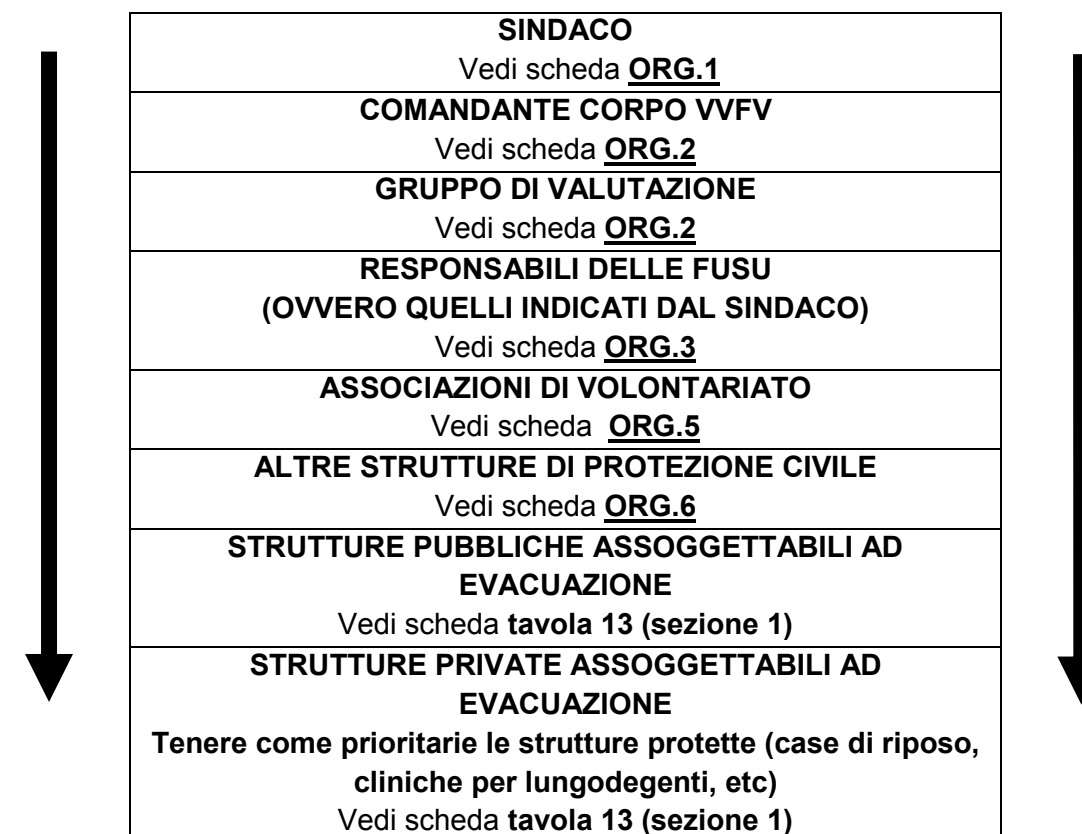 SINDACO
Vedi scheda ORG.1
COMANDANTE CORPO VVFV
Vedi scheda ORG.2
GRUPPO DI VALUTAZIONE
Vedi scheda ORG.2
RESPONSABILI DELLE FUSU
(OVVERO QUELLI INDICATI DAL SINDACO)
Vedi scheda ORG.3
ASSOCIAZIONI DI VOLONTARIATO
Vedi scheda ORG.5
ALTRE STRUTTURE DI PROTEZIONE CIVILE
Vedi scheda ORG.6
STRUTTURE PUBBLICHE ASSOGGETTABILI AD
EVACUAZIONE
Vedi scheda tavola 13 (sezione 1)
STRUTTURE PRIVATE ASSOGGETTABILI AD
EVACUAZIONE
Tenere come prioritarie le strutture protette (case di riposo,
cliniche per lungodegenti, etc)
Vedi scheda tavola 13 (sezione 1)